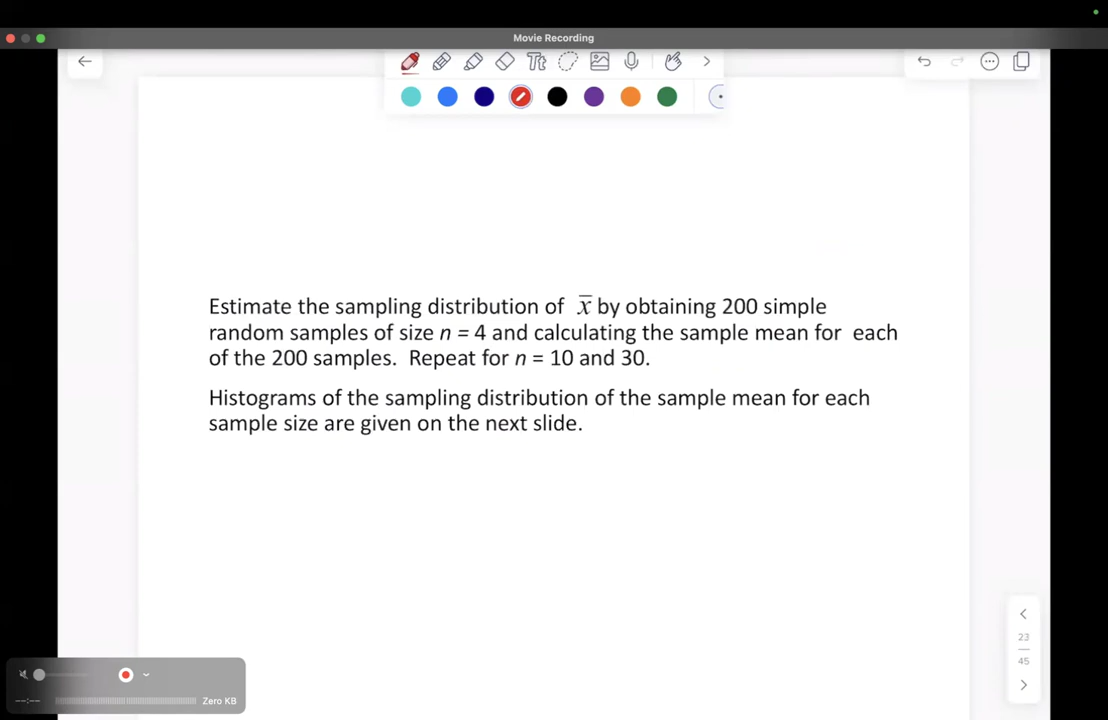 Movie Recording
Tt
Estimate the sampling distribution of x̅ by obtaining 200 simple
random samples of size n = 4 and calculating the sample mean for each
of the 200 samples. Repeat for n = 10 and 30.
Histograms of the sampling distribution of the sample mean for each
sample size are given on the next slide.
23
45
--:--
Zero KB